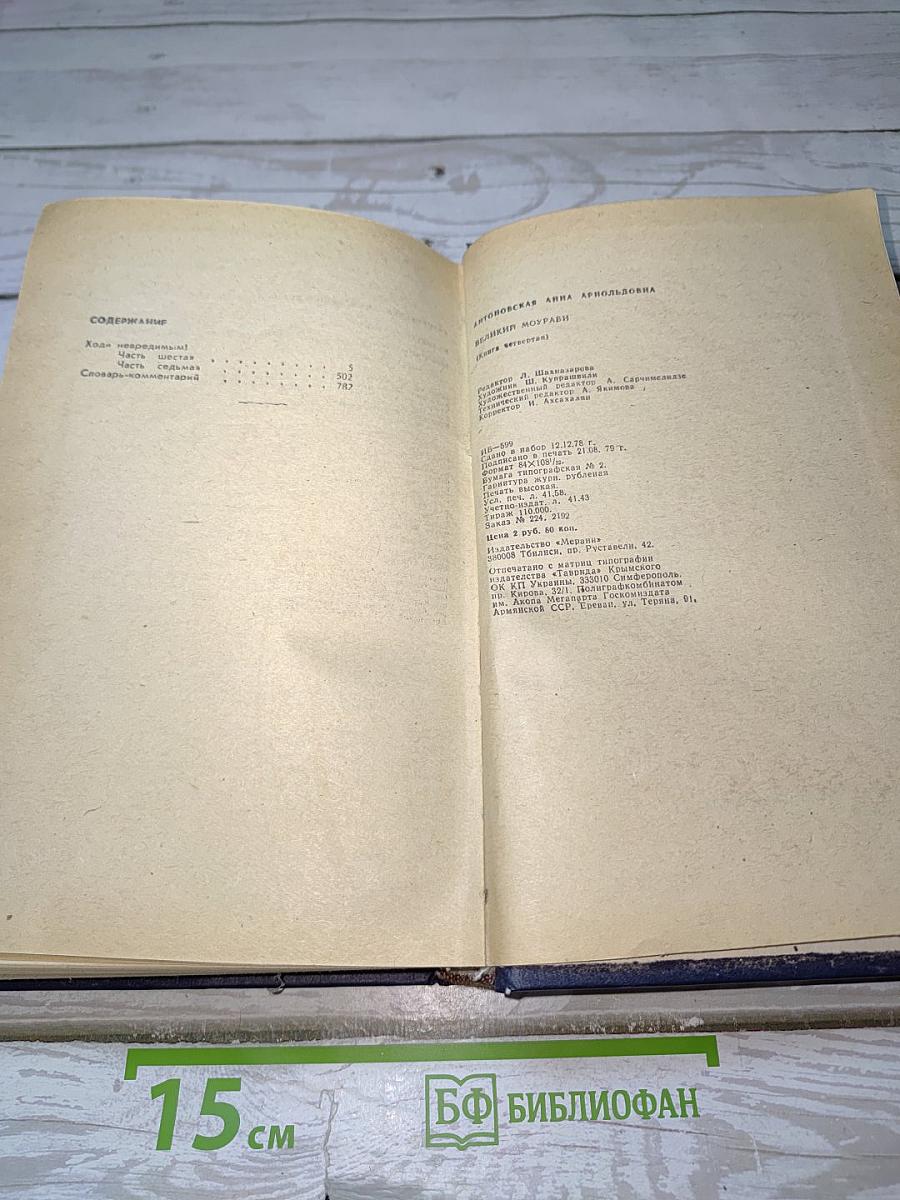 СОДЕРЖАНИЕ
Ходи невредимым!
Часть шестая . . . . . . . . 5
Часть седьмая . . . . . . . 502
Словарь-комментарий . . . . . . . 782
АНТОНОВСКАЯ АННА АРНОЛЬДОВНА
ВЕЛИКИЙ МОУРАВИ
(Книга четвертая)
Редактор Л. Шахназарова
Художник Ш. Купрашвили
Художественный редактор А. Сарчимелидзе
Технический редактор А. Якимова
Корректор И. Ахсахалян
ИБ—599
Сдано в набор 12.12.78 г.
Подписано в печать 21.08. 79 г.
Формат 84×108¹/₃₂.
Бумага типографская № 2.
Гарнитура журн. рубленая
Печать высокая.
Усл. печ. л. 41,58.
Учетно-издат. л. 41.43
Тираж 110.000.
Заказ № 224. 2192
Цена 2 руб. 80 коп.
Издательство «Мерани»
380008 Тбилиси, пр. Руставели, 42.
Отпечатано с матриц типографии
издательства «Таврида» Крымского
ОК КП Украины, 333010 Симферополь,
пр. Кирова, 32/1. Полиграфкомбинатом
им. Акопа Мегапарта Госкомиздата
Армянской ССР, Ереван, ул. Теряна, 91.
15 см
БФ БИБЛИОФАН